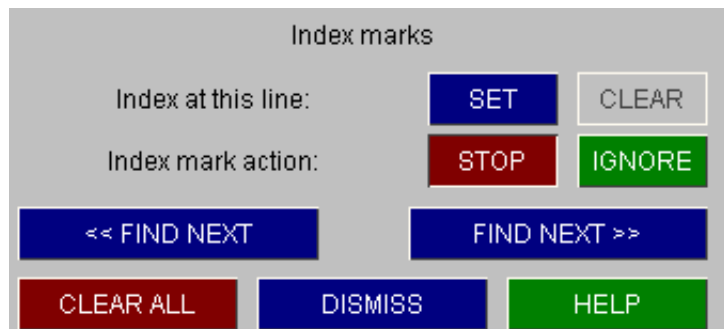 Index marks
Index at this line: SET CLEAR
Index mark action: STOP IGNORE
<< FIND NEXT FIND NEXT >>
CLEAR ALL DISMISS HELP